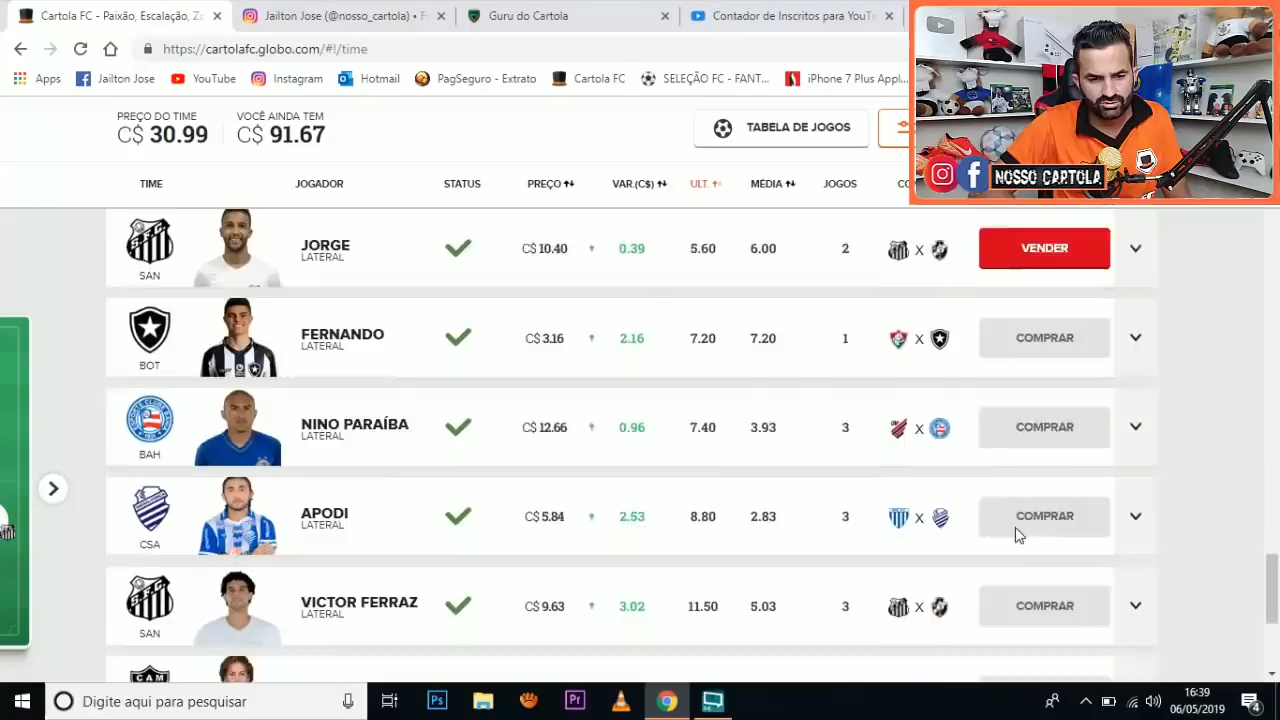 Cartola FC - Paixão, Escalação, Zo
Jailton Jose (@nosso_cartola) • F
Guru do Cartola
Contador de Inscritos para YouTu
https://cartolafc.globo.com/#!/time
Apps
Jailton Jose
YouTube
Instagram
Hotmail
PagSeguro - Extrato
Cartola FC
SELEÇÃO FC - FANT...
iPhone 7 Plus Appl...
NOSSO CARTOLA
PREÇO DO TIME
C$ 30.99
VOCÊ AINDA TEM
C$ 91.67
TABELA DE JOGOS
TIME JOGADOR STATUS PREÇO VAR.(C$) ULT. MÉDIA JOGOS CO
SAN JORGE LATERAL C$ 10.40 0.39 5.60 6.00 2 X VENDER
BOT FERNANDO LATERAL C$ 3.16 2.16 7.20 7.20 1 X COMPRAR
BAH NINO PARAÍBA LATERAL C$ 12.66 0.96 7.40 3.93 3 X COMPRAR
CSA APODI LATERAL C$ 5.84 2.53 8.80 2.83 3 X COMPRAR
SAN VICTOR FERRAZ LATERAL C$ 9.63 3.02 11.50 5.03 3 X COMPRAR
CAM
Digite aqui para pesquisar
16:39
06/05/2019
4